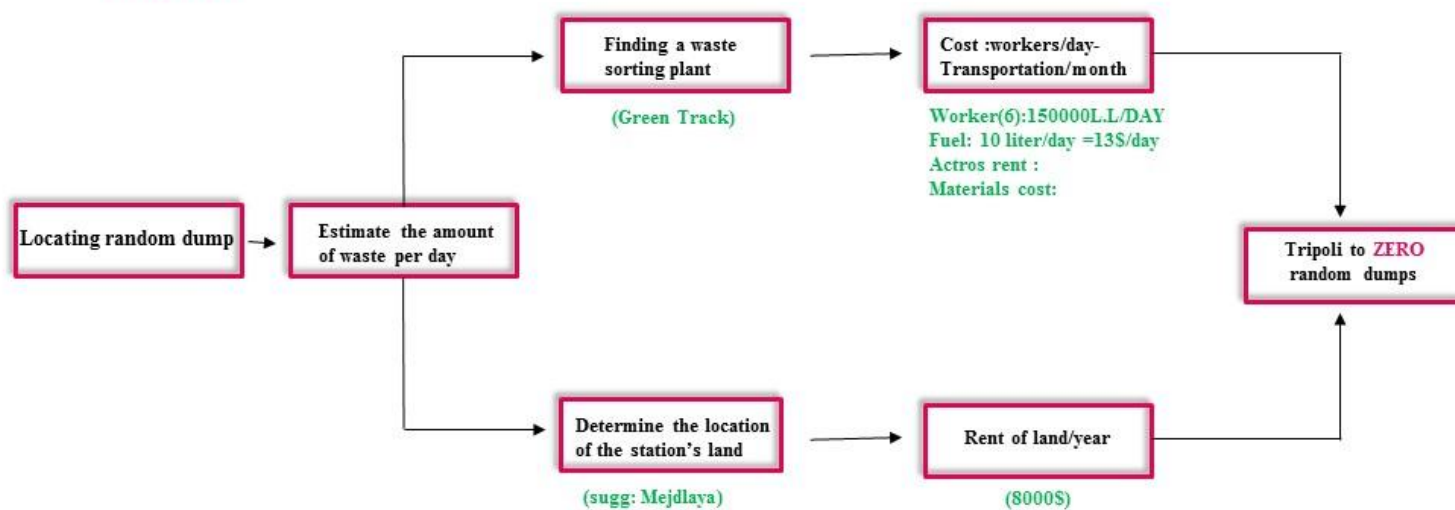 Locating random dump
Estimate the amount
of waste per day
Finding a waste
sorting plant
(Green Track)
Cost :workers/day-
Transportation/month
Worker(6):150000L.L/DAY
Fuel: 10 liter/day =13$/day
Actros rent :
Materials cost:
Determine the location
of the station's land
(sugg: Mejdlaya)
Rent of land/year
(8000$)
Tripoli to ZERO
random dumps